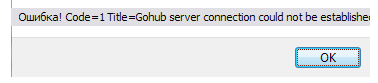 Ошибка! Code=1 Title=Gohub server connection could not be established
OK